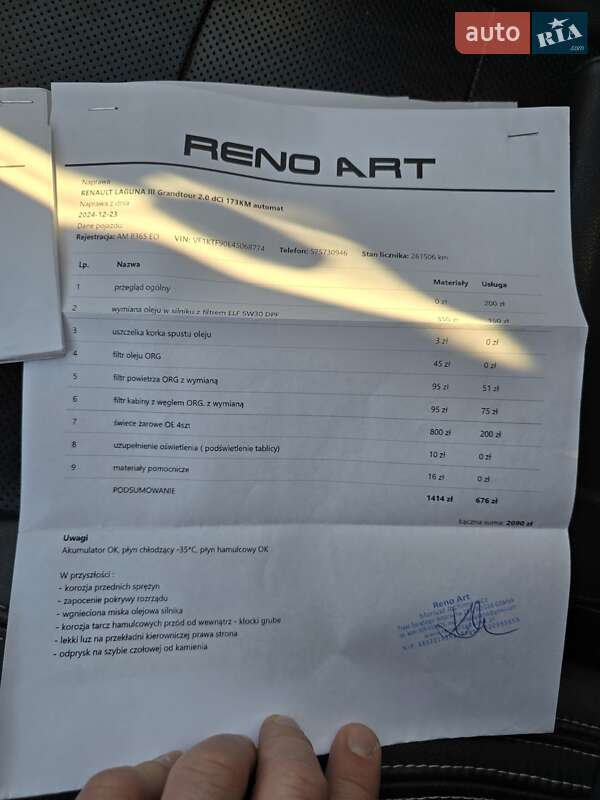 auto RIA.com
RENO ART
Naprawa
RENAULT LAGUNA III Grandtour 2.0 dCi 173KM automat
Naprawa z dnia
2024-12-23
Dane pojazdu
Rejestracja: AM 8365 EO VIN: VF1KTF90L45068774 Telefon: 575730946 Stan licznika: 261506 km
Lp. Nazwa Materiały Usługa
1 przegląd ogólny 0 zł 200 zł
2 wymiana oleju w silniku z filtrem ELF 5W30 DPF 350 zł 150 zł
3 uszczelka korka spustu oleju 3 zł 0 zł
4 filtr oleju ORG 45 zł 0 zł
5 filtr powietrza ORG z wymianą 95 zł 51 zł
6 filtr kabiny z węglem ORG. z wymianą 95 zł 75 zł
7 świece żarowe OE 4szt 800 zł 200 zł
8 uzupełnienie oświetlenia ( podświetlenie tablicy) 10 zł 0 zł
9 materiały pomocnicze 16 zł 0 zł
PODSUMOWANIE 1414 zł 676 zł
Łączna suma: 2090 zł
Uwagi
Akumulator OK, płyn chłodzący -35°C, płyn hamulcowy OK
W przyszłości :
- korozja przednich sprężyn
- zapocenie pokrywy rozrządu
- wgnieciona miska olejowa silnika
- korozja tarcz hamulcowych przód od wewnątrz - klocki grube
- lekki luz na przekładni kierowniczej prawa strona
- odprysk na szybie czołowej od kamienia
Reno Art